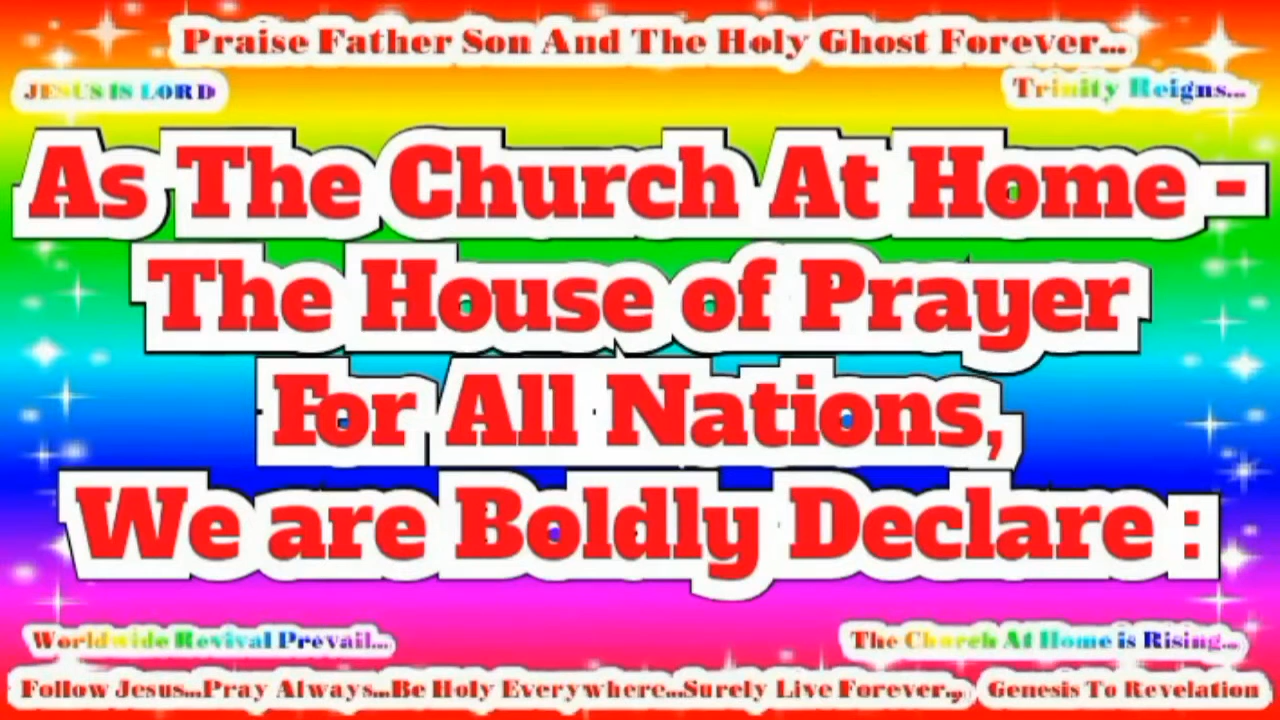 Praise Father Son And The Holy Ghost Forever...
JESUS IS LORD
Trinity Reigns...
As The Church At Home -
The House of Prayer
For All Nations,
We are Boldly Declare :
Worldwide Revival Prevail...
The Church At Home is Rising...
Follow Jesus...Pray Always...Be Holy Everywhere...Surely Live Forever..,
Genesis To Revelation